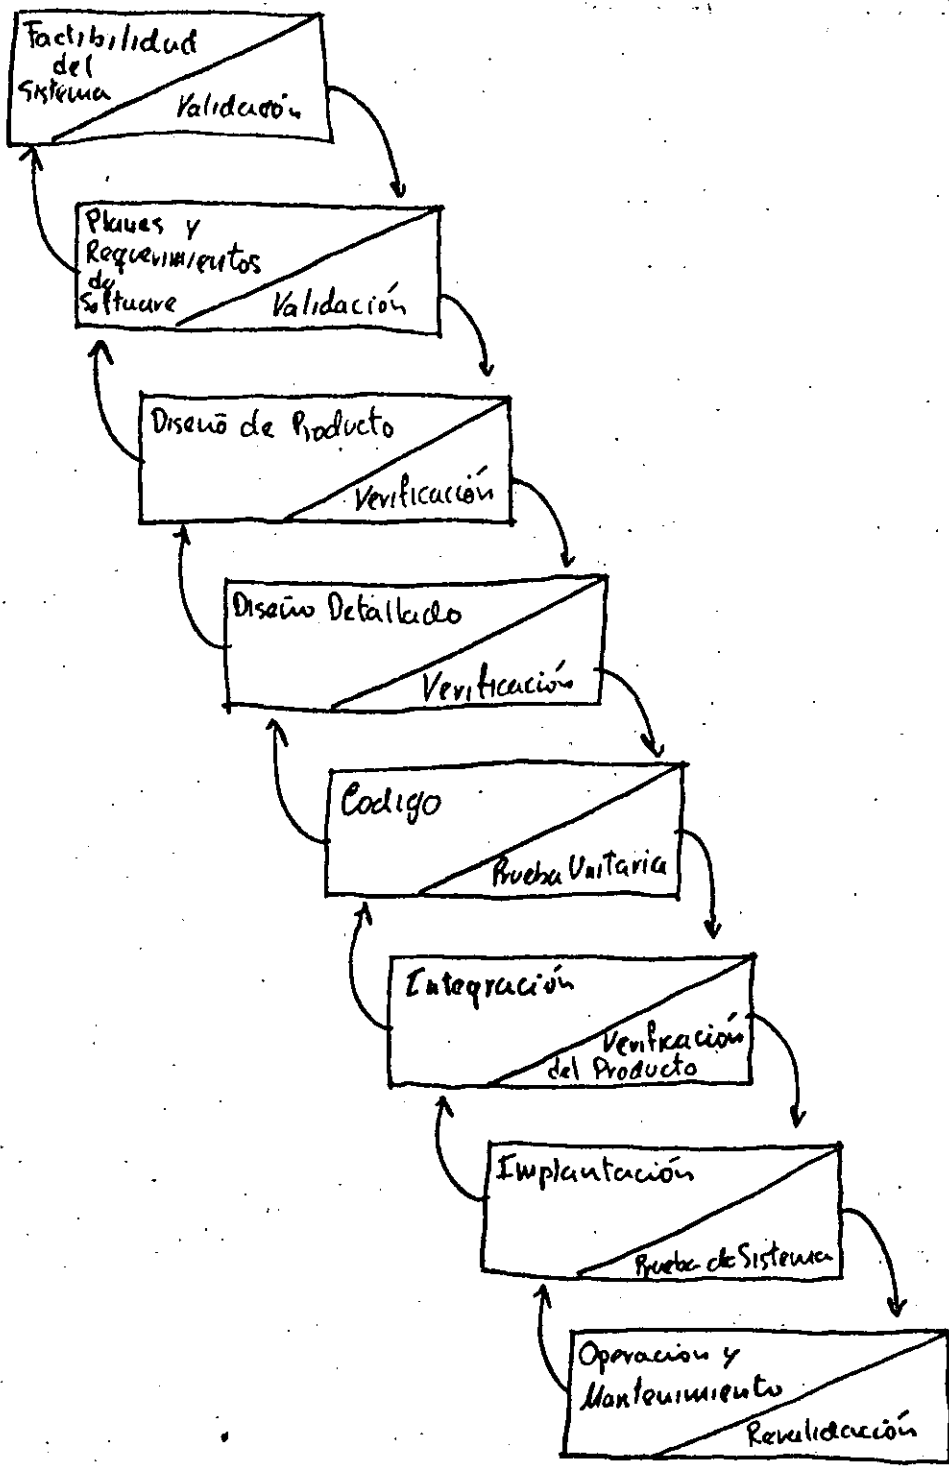 Factibilidad
del
Sistema
Validación
Planes y
Requerimientos
de
Software
Validación
Diseño de Producto
Verificación
Diseño Detallado
Verificación
Codigo
Prueba Unitaria
Integración
Verificación
del Producto
Implantación
Prueba de Sistema
Operacion y
Mantenimiento
Revalidación